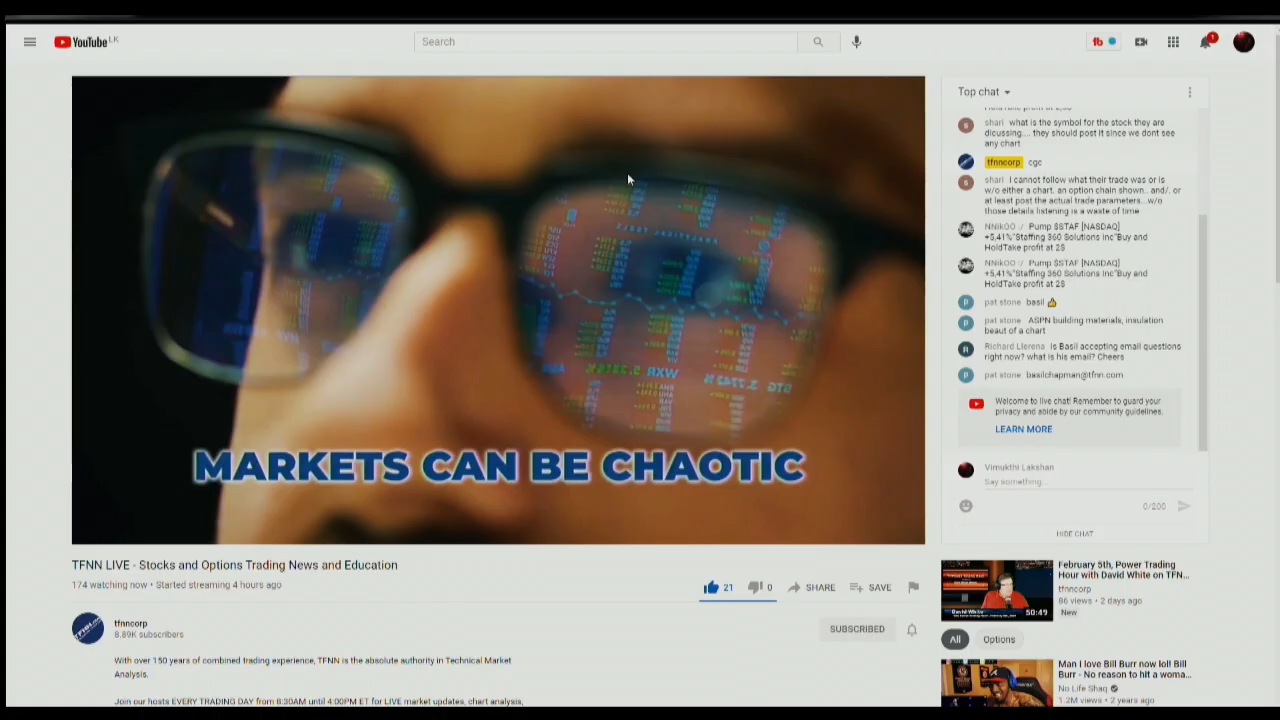 YouTube LK
Search
1
MARKETS CAN BE CHAOTIC
TFNN LIVE - Stocks and Options Trading News and Education
174 watching now • Started streaming 4 hours ago
21
0
SHARE
SAVE
tfnncorp
8.89K subscribers
SUBSCRIBED
With over 150 years of combined trading experience, TFNN is the absolute authority in Technical Market
Analysis.
Join our hosts EVERY TRADING DAY from 8:30AM until 4:00PM ET for LIVE market updates, chart analysis,
Top chat
shari what is the symbol for the stock they are
dicussing.... they should post it since we dont see
any chart
tfnncorp cgc
shari I cannot follow what their trade was or is
w/o either a chart. an option chain shown.. and/. or
at least post the actual trade parameters...w/o
those details listening is a waste of time
NNikOO :/ Pump $STAF [NASDAQ]
+5,41%"Staffing 360 Solutions Inc"Buy and
HoldTake profit at 2$
NNikOO :/ Pump $STAF [NASDAQ]
+5,41%"Staffing 360 Solutions Inc"Buy and
HoldTake profit at 2$
pat stone basil 👍
pat stone ASPN building materials, insulation
beaut of a chart
Richard Llerena is Basil accepting email questions
right now? what is his email? Cheers
pat stone basilchapman@tfnn.com
Welcome to live chat! Remember to guard your
privacy and abide by our community guidelines.
LEARN MORE
Vimukthi Lakshan
Say something...
0/200
HIDE CHAT
February 5th, Power Trading
Hour with David White on TFN...
tfnncorp
86 views • 2 days ago
New
David White
50:49
All
Options
Man I love Bill Burr now lol! Bill
Burr - No reason to hit a woma...
No Life Shaq
1.2M views • 2 years ago